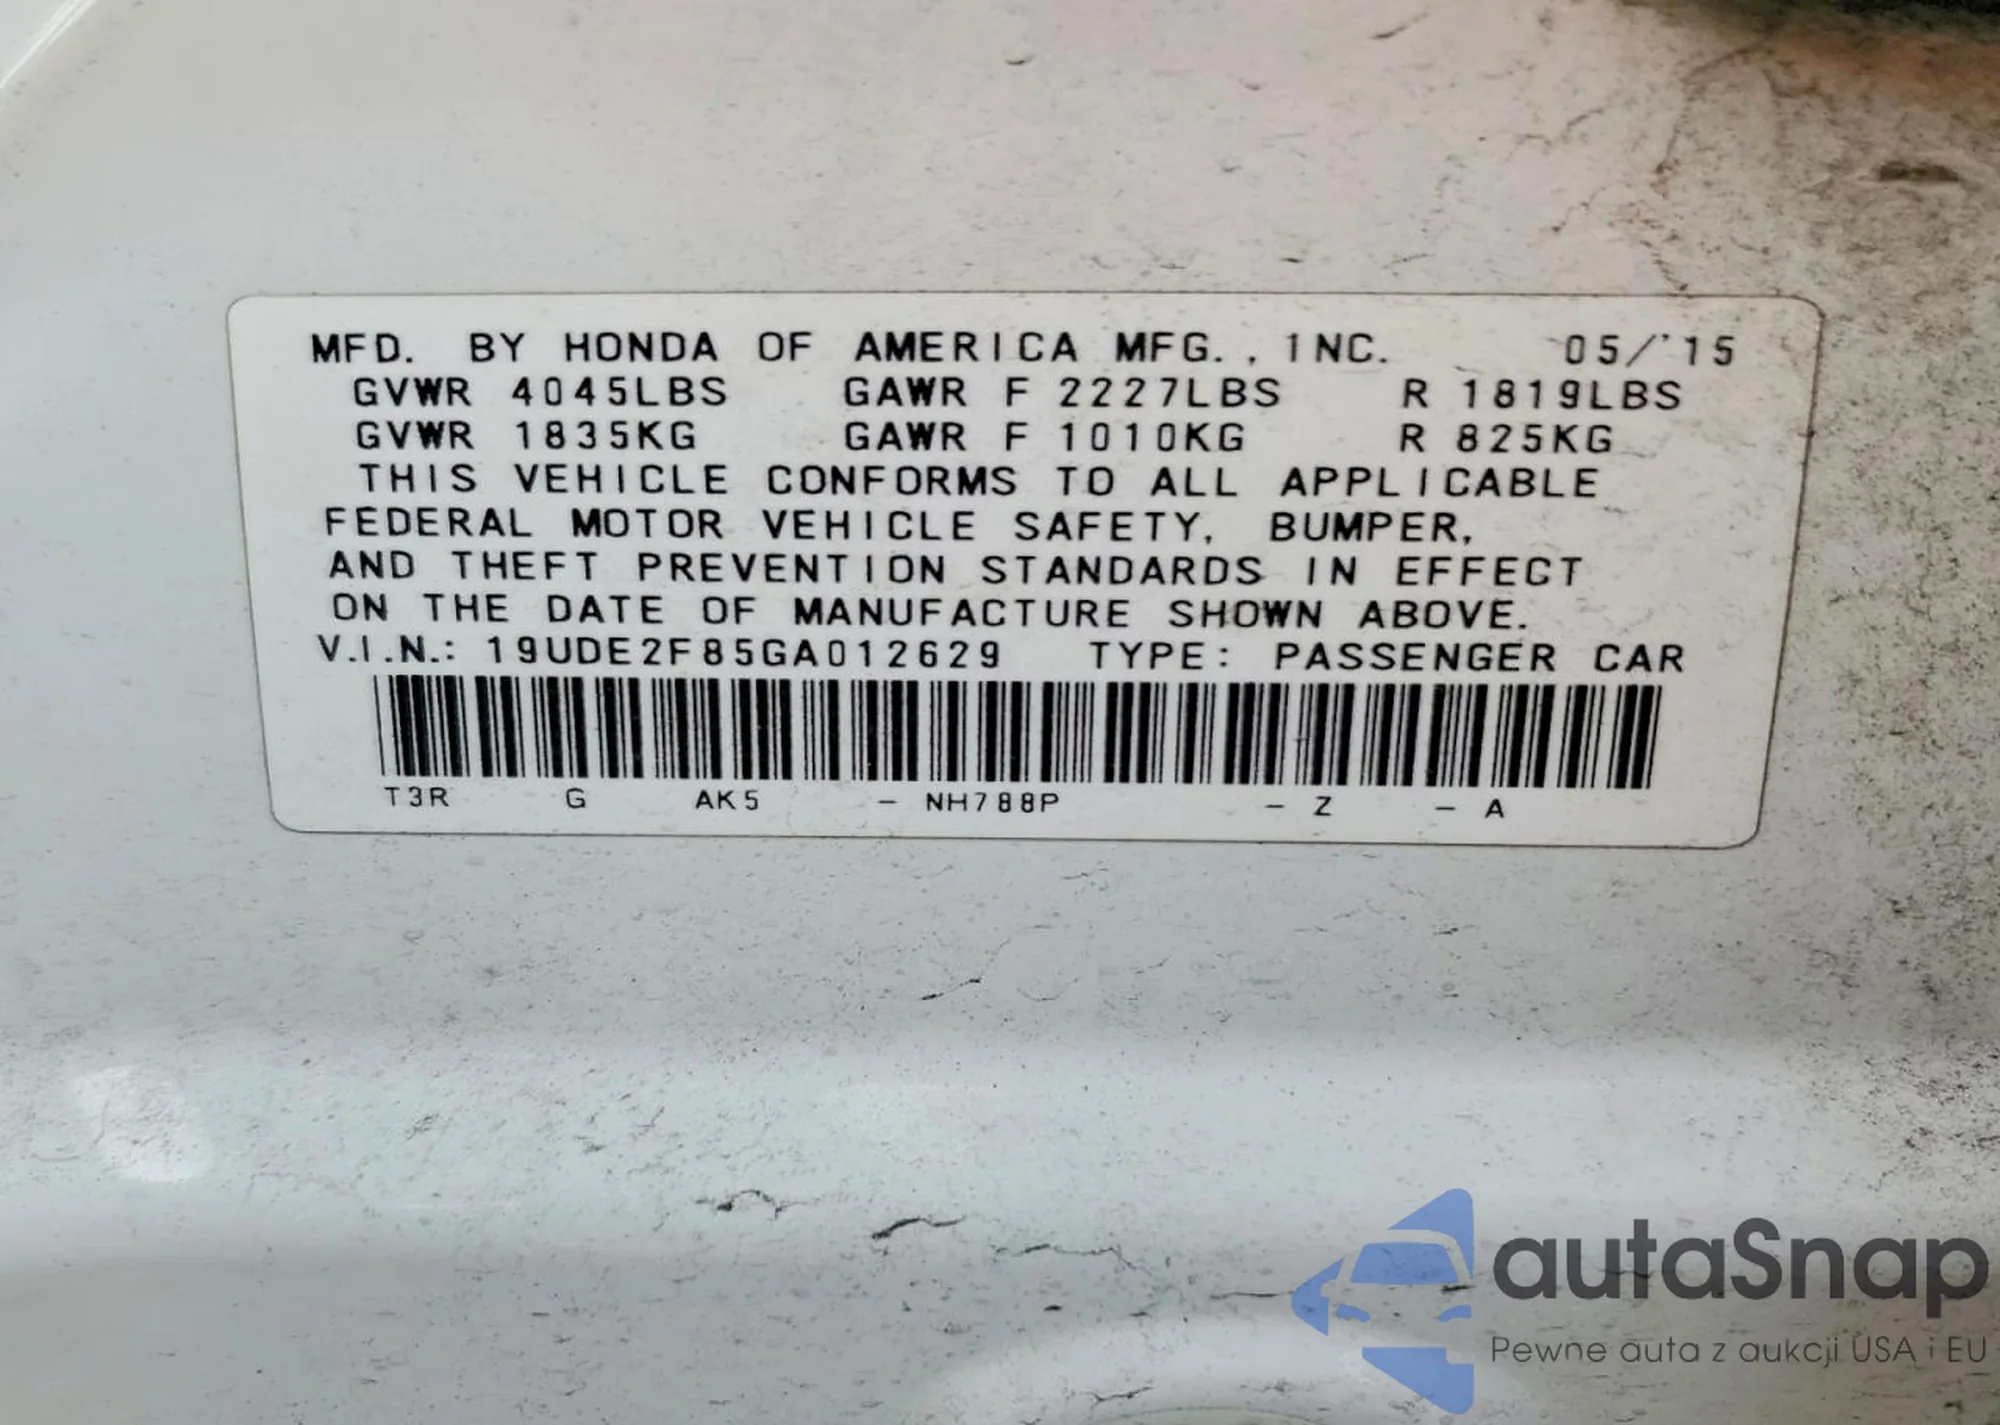 MFD. BY HONDA OF AMERICA MFG., INC. 05/'15
GVWR 4045LBS GAWR F 2227LBS R 1819LBS
GVWR 1835KG GAWR F 1010KG R 825KG
THIS VEHICLE CONFORMS TO ALL APPLICABLE
FEDERAL MOTOR VEHICLE SAFETY, BUMPER,
AND THEFT PREVENTION STANDARDS IN EFFECT
ON THE DATE OF MANUFACTURE SHOWN ABOVE.
V.I.N.: 19UDE2F85GA012629 TYPE: PASSENGER CAR
T3R G AK5 - NH788P - Z - A
autaSnap
Pewne auta z aukcji USA i EU